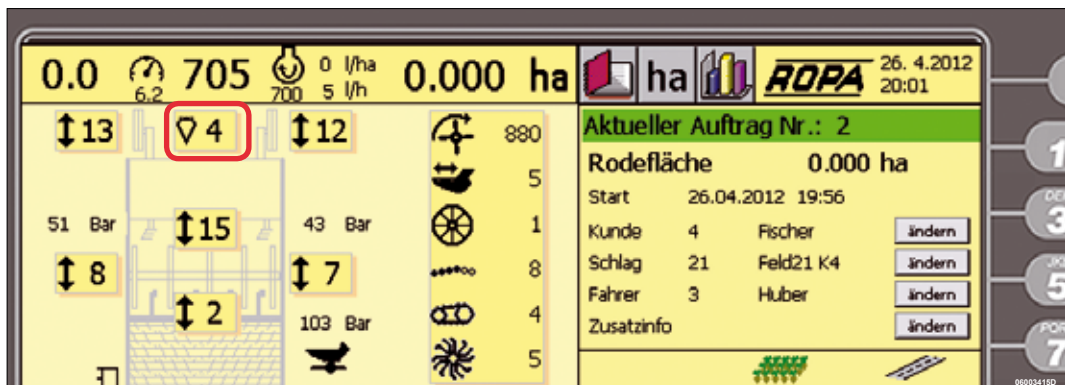 0.0 6.2 705 700 0 l/ha 5 l/h 0.000 ha
13 4 12
51 Bar 15 43 Bar
8 7
2 103 Bar
880
5
1
8
4
5
ha ROPA 26. 4.2012 20:01
Aktueller Auftrag Nr.: 2
Rodefläche 0.000 ha
Start 26.04.2012 19:56
Kunde 4 Fischer ändern
Schlag 21 Feld21 K4 ändern
Fahrer 3 Huber ändern
Zusatzinfo ändern
1
3
5
7
06003415D